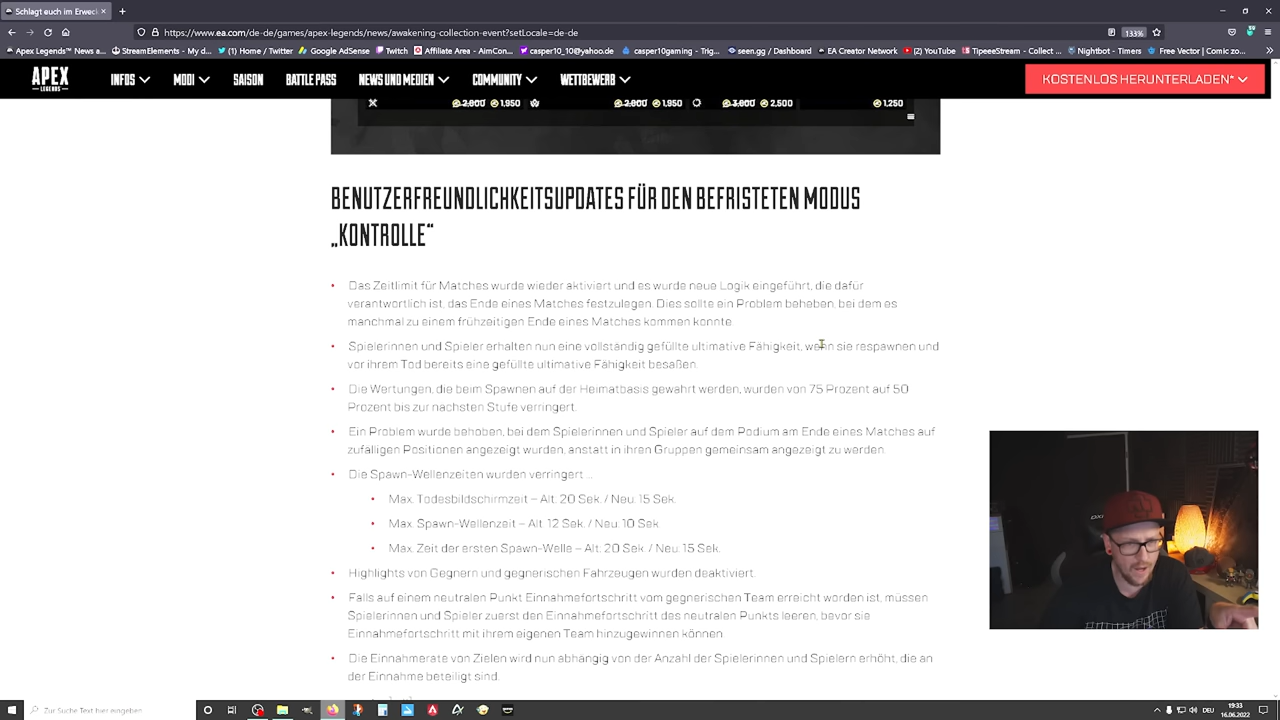 Schlagt euch im Erweck
https://www.ea.com/de-de/games/apex-legends/news/awakening-collection-event?setLocale=de-de
133%
Apex Legends™ News a...
StreamElements - My c...
(1) Home / Twitter
Google AdSense
Twitch
Affiliate Area - AimCon...
casper10_10@yahoo.de
casper10gaming - Trig...
seen.gg / Dashboard
EA Creator Network
(2) YouTube
TipeeeStream - Collect ...
Nightbot - Timers
Free Vector | Comic zo...
APEX
LEGENDS
INFOS
MODI
SAISON
BATTLE PASS
NEWS UND MEDIEN
COMMUNITY
WETTBEWERB
KOSTENLOS HERUNTERLADEN*
2.800 1.950 2.800 1.950 3.000 2.500 1.250
BENUTZERFREUNDLICHKEITSUPDATES FÜR DEN BEFRISTETEN MODUS
„KONTROLLE“
• Das Zeitlimit für Matches wurde wieder aktiviert und es wurde neue Logik eingeführt, die dafür
verantwortlich ist, das Ende eines Matches festzulegen. Dies sollte ein Problem beheben, bei dem es
manchmal zu einem frühzeitigen Ende eines Matches kommen konnte.
• Spielerinnen und Spieler erhalten nun eine vollständig gefüllte ultimative Fähigkeit, wenn sie respawnen und
vor ihrem Tod bereits eine gefüllte ultimative Fähigkeit besaßen.
• Die Wertungen, die beim Spawnen auf der Heimatbasis gewährt werden, wurden von 75 Prozent auf 50
Prozent bis zur nächsten Stufe verringert.
• Ein Problem wurde behoben, bei dem Spielerinnen und Spieler auf dem Podium am Ende eines Matches auf
zufälligen Positionen angezeigt wurden, anstatt in ihren Gruppen gemeinsam angezeigt zu werden.
• Die Spawn-Wellenzeiten wurden verringert ...
• Max. Todesbildschirmzeit – Alt: 20 Sek. / Neu: 15 Sek.
• Max. Spawn-Wellenzeit – Alt: 12 Sek. / Neu: 10 Sek.
• Max. Zeit der ersten Spawn-Welle – Alt: 20 Sek. / Neu: 15 Sek.
• Highlights von Gegnern und gegnerischen Fahrzeugen wurden deaktiviert.
• Falls auf einem neutralen Punkt Einnahmefortschritt vom gegnerischen Team erreicht worden ist, müssen
Spielerinnen und Spieler zuerst den Einnahmefortschritt des neutralen Punkts leeren, bevor sie
Einnahmefortschritt mit ihrem eigenen Team hinzugewinnen können.
• Die Einnahmerate von Zielen wird nun abhängig von der Anzahl der Spielerinnen und Spielern erhöht, die an
der Einnahme beteiligt sind.
Zur Suche Text hier eingeben
DEU
19:33
16.06.2022